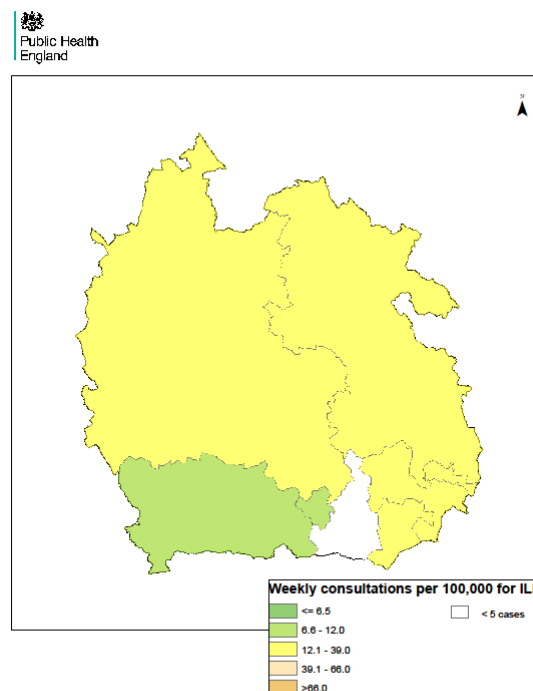 Public Health
England
N
Weekly consultations per 100,000 for ILI
<= 6.5
< 5 cases
6.6 - 12.0
12.1 - 39.0
39.1 - 66.0
>66.0